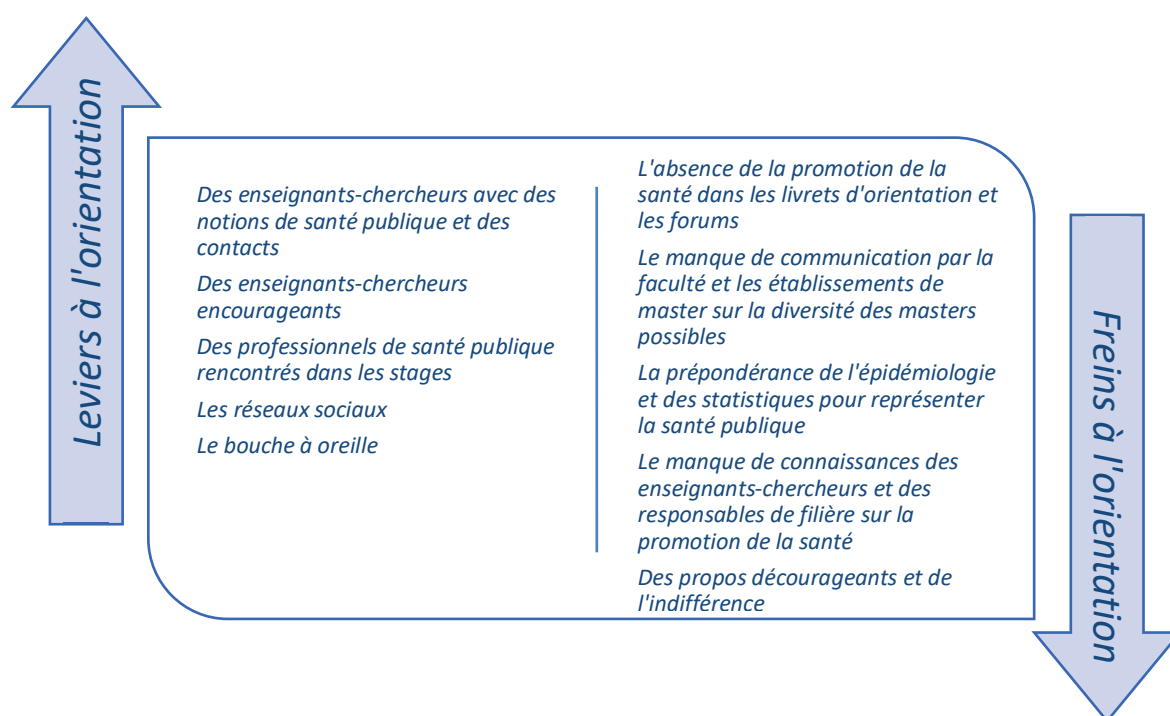 Leviers à l'orientation
Des enseignants-chercheurs avec des
notions de santé publique et des
contacts
Des enseignants-chercheurs
encourageants
Des professionnels de santé publique
rencontrés dans les stages
Les réseaux sociaux
Le bouche à oreille
L'absence de la promotion de la
santé dans les livrets d'orientation et
les forums
Le manque de communication par la
faculté et les établissements de
master sur la diversité des masters
possibles
La prépondérance de l'épidémiologie
et des statistiques pour représenter
la santé publique
Le manque de connaissances des
enseignants-chercheurs et des
responsables de filière sur la
promotion de la santé
Des propos décourageants et de
l'indifférence
Freins à l'orientation